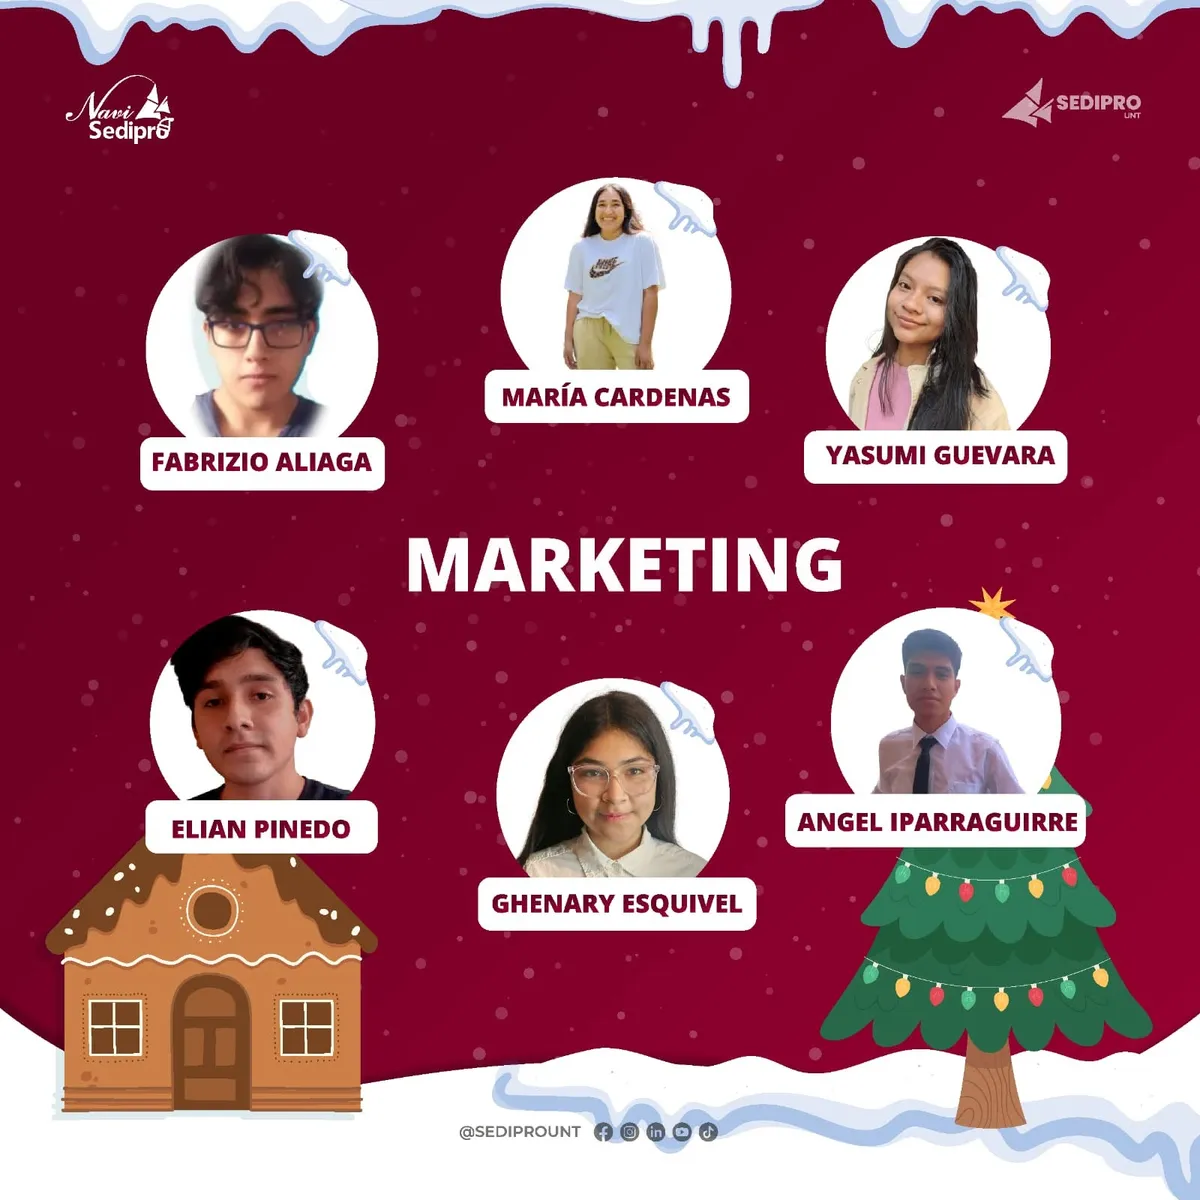 Navi
Sedipro
SEDIPRO
UNT
MARÍA CARDENAS
FABRIZIO ALIAGA
YASUMI GUEVARA
MARKETING
ELIAN PINEDO
ANGEL IPARRAGUIRRE
GHENARY ESQUIVEL
@SEDIPROUNT